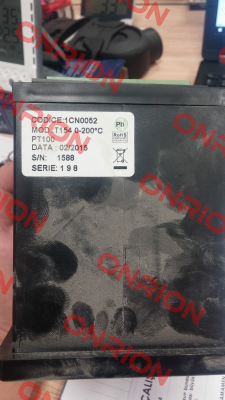 CODICE:1CN0052
MOD. T154 0-200°C
PT100
DATA : 02/2015
S/N: 1588
SERIE: 1 9 8
Pb
RoHS
ONRION
ONRION
ONRION
ONRION
ONRION